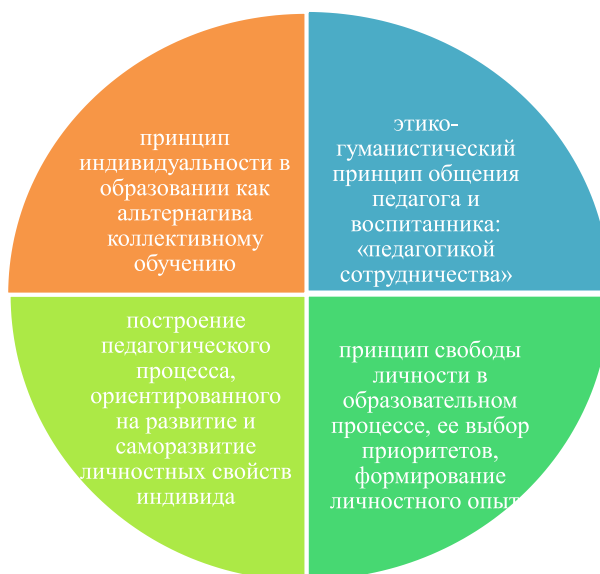 принцип
индивидуальности в
образовании как
альтернатива
коллективному
обучению
этико-
гуманистический
принцип общения
педагога и
воспитанника:
«педагогикой
сотрудничества»
построение
педагогического
процесса,
ориентированного
на развитие и
саморазвитие
личностных свойств
индивида
принцип свободы
личности в
образовательном
процессе, ее выбор
приоритетов,
формирование
личностного опыта